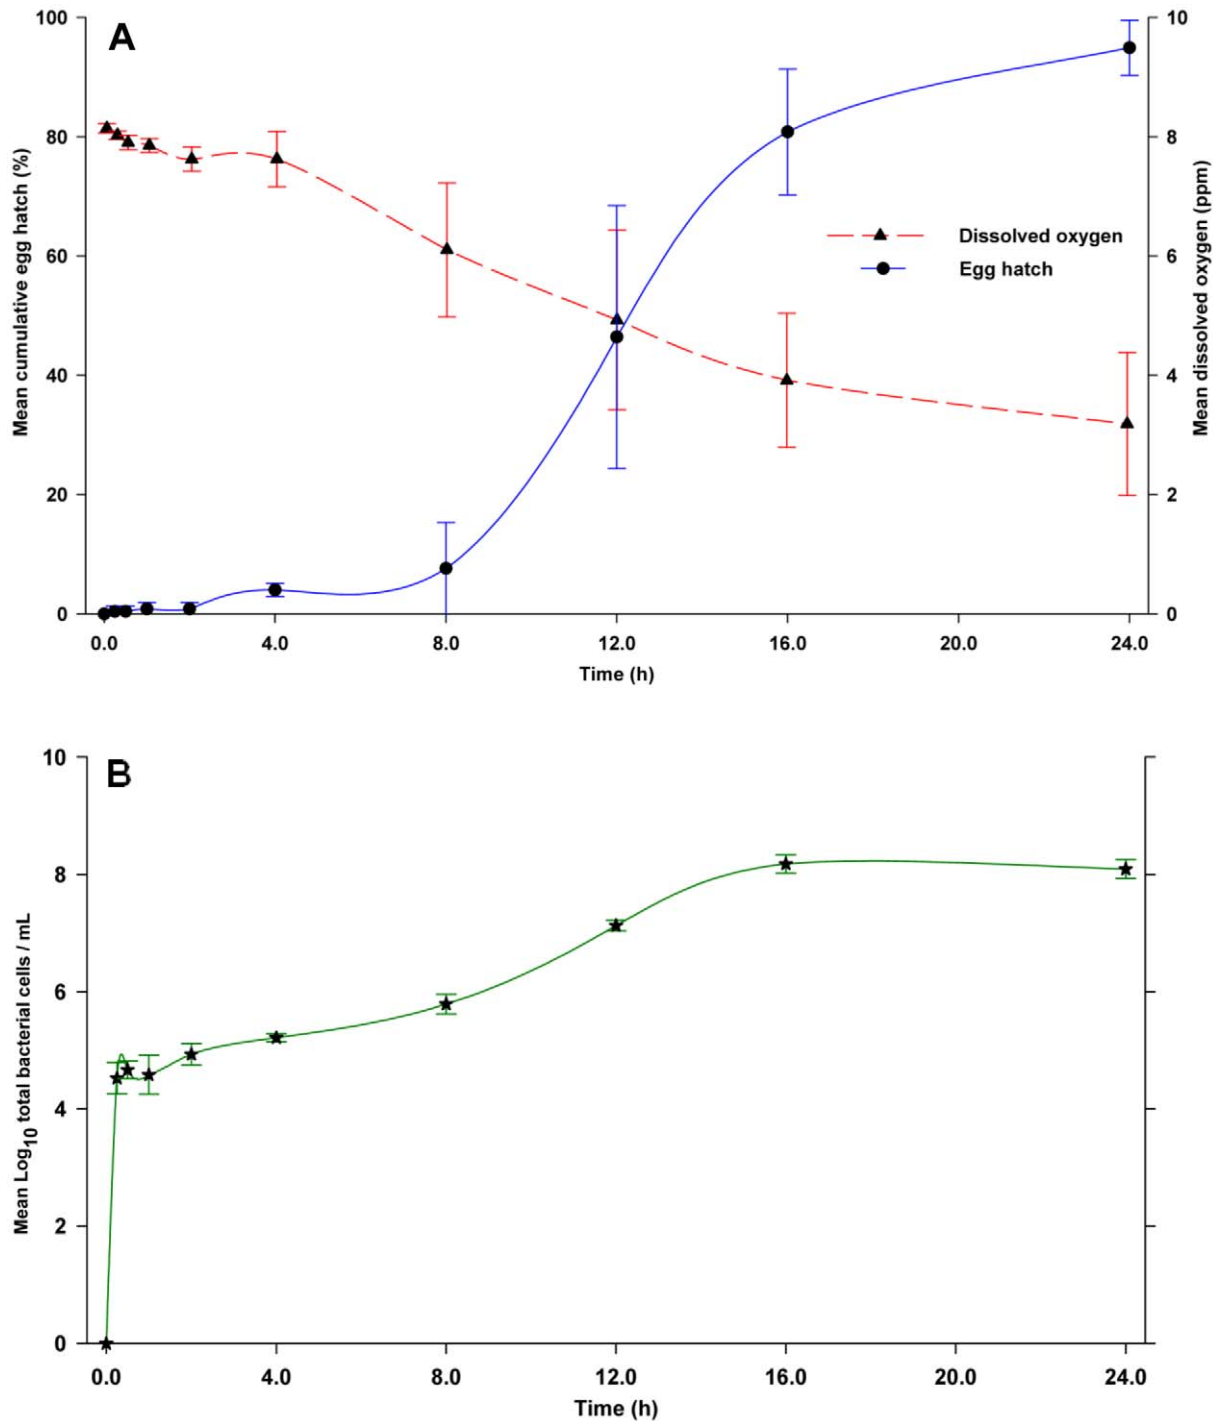 A
100
80
60
40
20
0
Mean cumulative egg hatch (%)
10
8
6
4
2
0
Mean dissolved oxygen (ppm)
Dissolved oxygen
Egg hatch
0.0 4.0 8.0 12.0 16.0 20.0 24.0
Time (h)
B
10
8
6
4
2
0
Mean Log10 total bacterial cells / mL
0.0 4.0 8.0 12.0 16.0 20.0 24.0
Time (h)